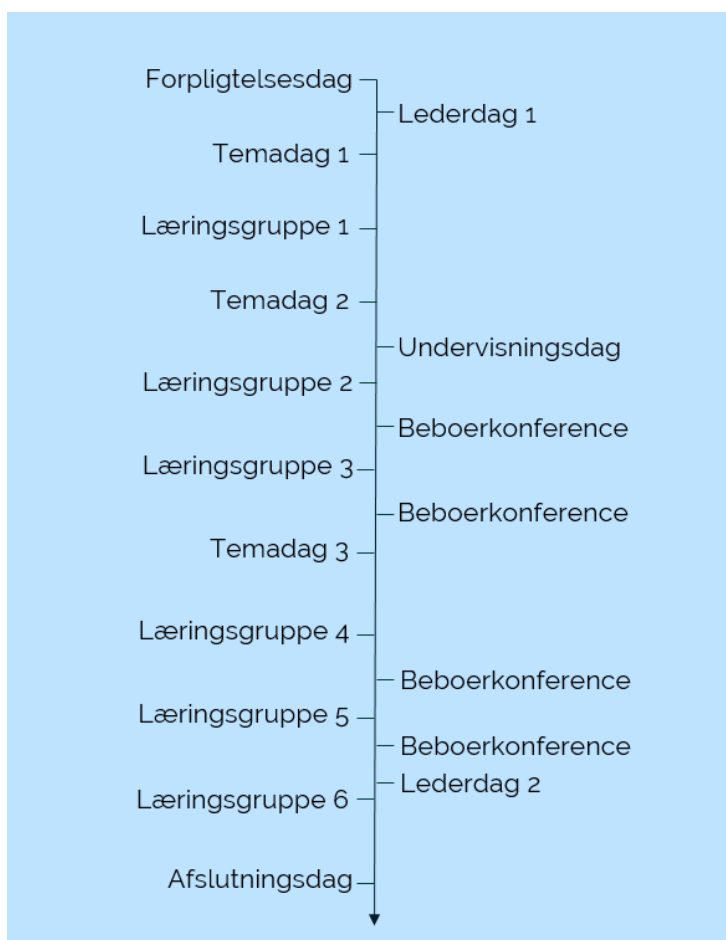 Forpligtelsesdag
Lederdag 1
Temadag 1
Læringsgruppe 1
Temadag 2
Undervisningsdag
Læringsgruppe 2
Beboerkonference
Læringsgruppe 3
Beboerkonference
Temadag 3
Læringsgruppe 4
Beboerkonference
Læringsgruppe 5
Beboerkonference
Lederdag 2
Læringsgruppe 6
Afslutningsdag